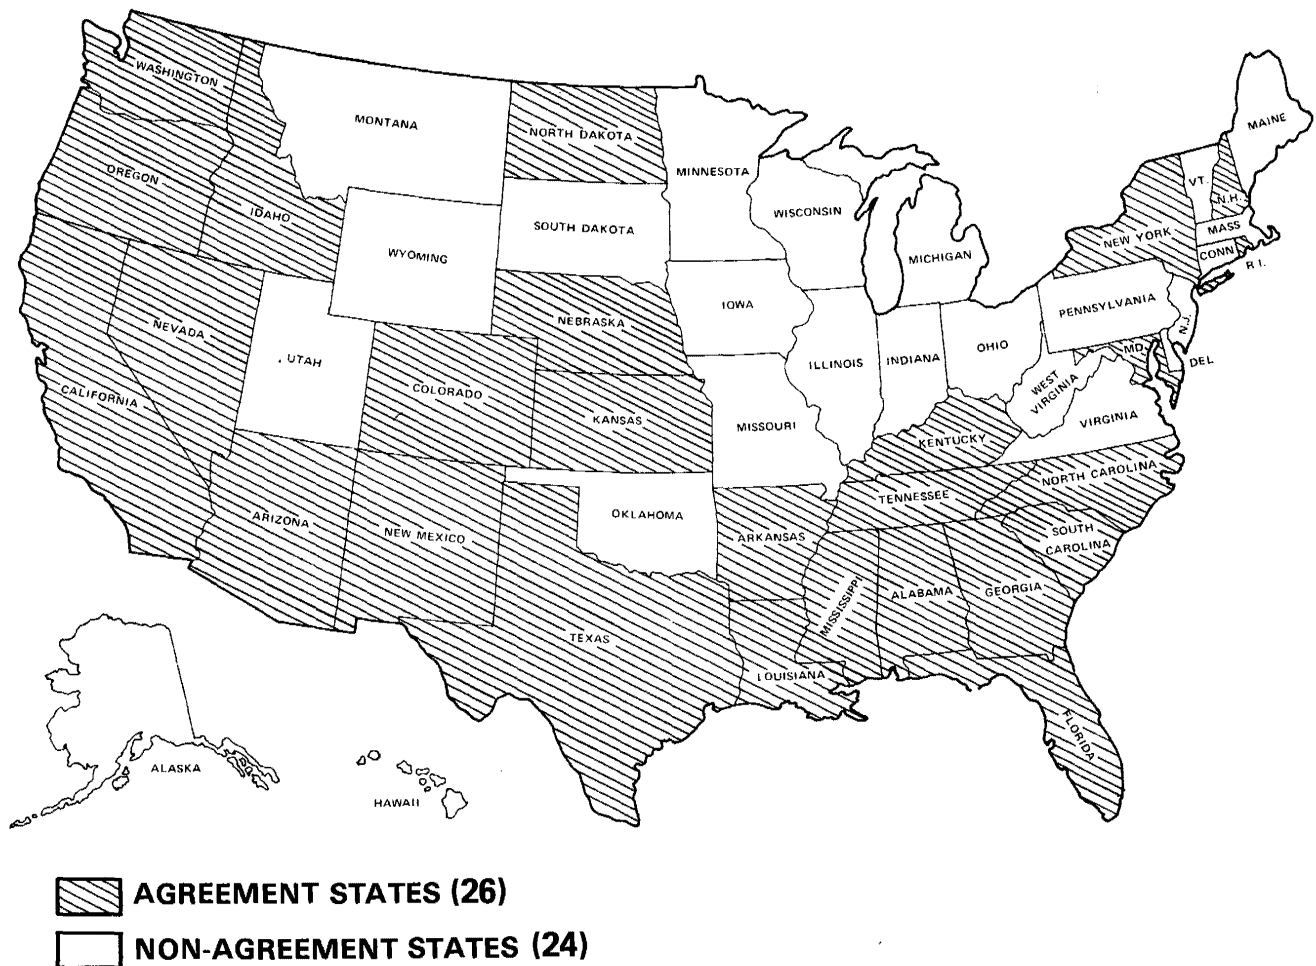 WASHINGTON
MONTANA
NORTH DAKOTA
MINNESOTA
MAINE
OREGON
IDAHO
WYOMING
SOUTH DAKOTA
WISCONSIN
MICHIGAN
VT.
N.H.
NEW YORK
MASS
CONN
R.I.
NEVADA
UTAH
NEBRASKA
IOWA
ILLINOIS
INDIANA
OHIO
PENNSYLVANIA
N.J.
MD.
DEL
CALIFORNIA
COLORADO
KANSAS
MISSOURI
KENTUCKY
WEST
VIRGINIA
VIRGINIA
ARIZONA
NEW MEXICO
OKLAHOMA
ARKANSAS
TENNESSEE
NORTH CAROLINA
SOUTH
CAROLINA
TEXAS
LOUISIANA
MISSISSIPPI
ALABAMA
GEORGIA
FLORIDA
ALASKA
HAWAII
AGREEMENT STATES (26)
NON-AGREEMENT STATES (24)